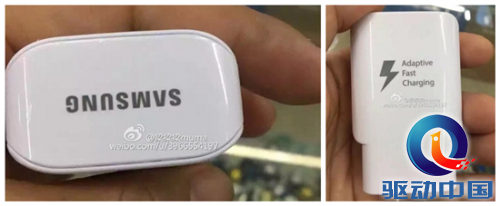 SAMSUNG
Adaptive
Fast
Charging
驱动中国